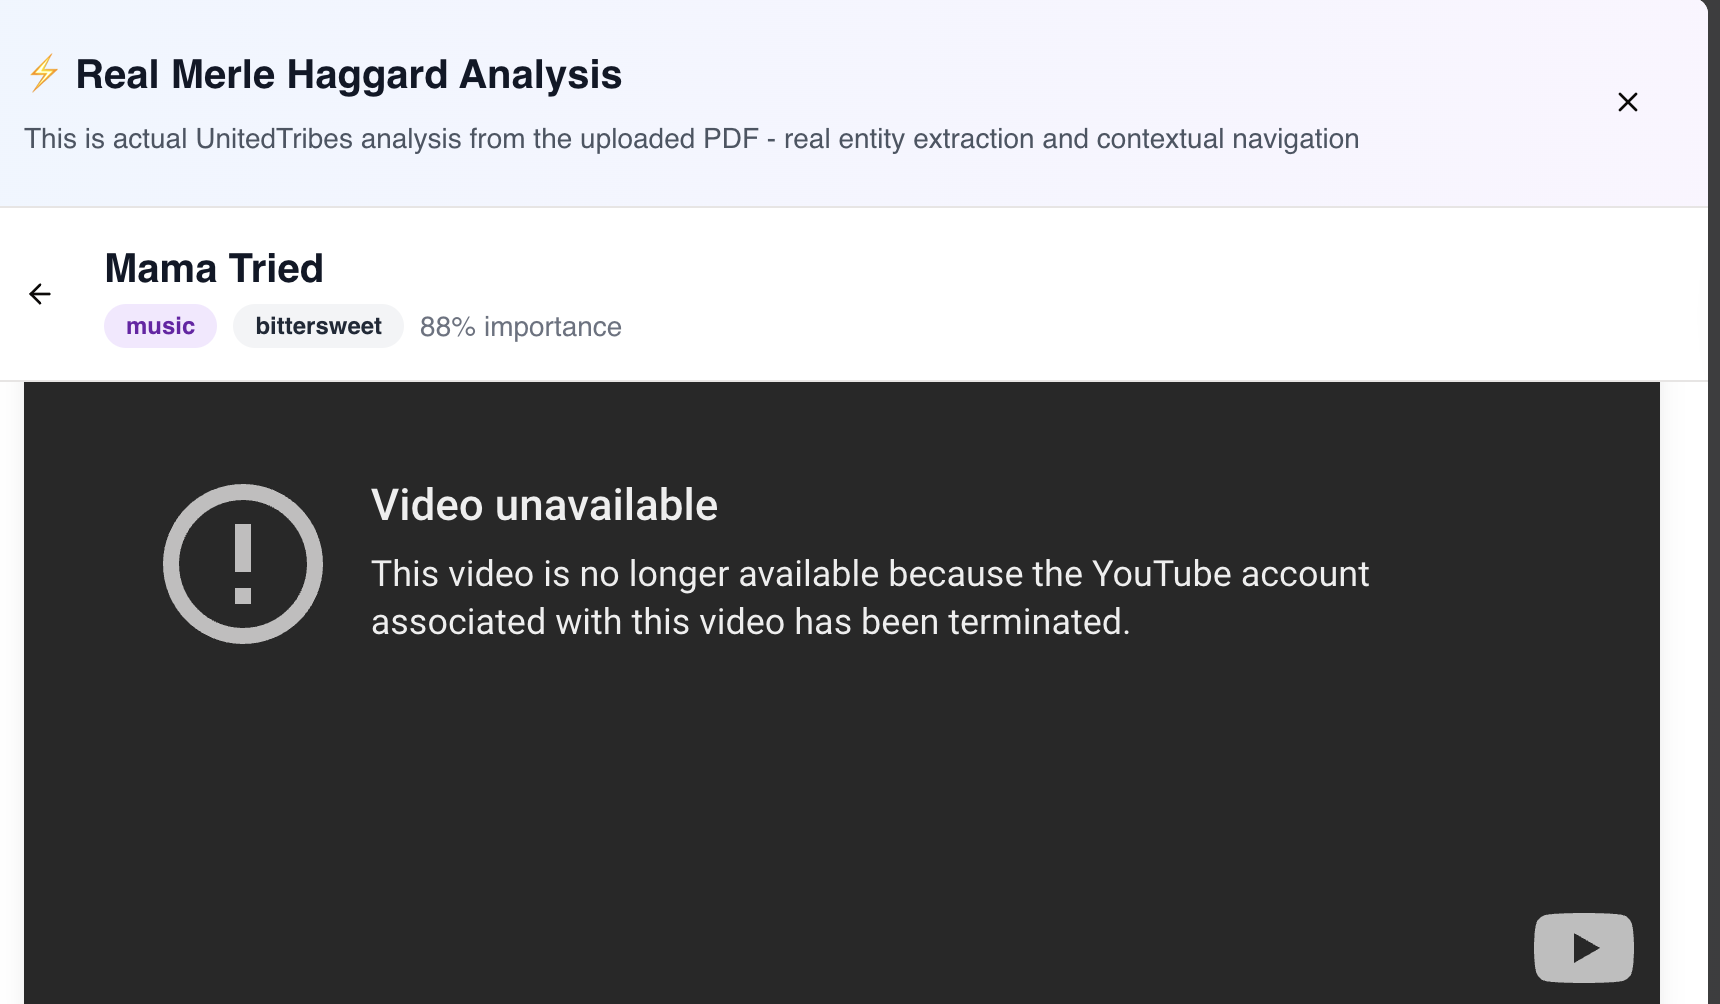 ⚡ Real Merle Haggard Analysis
This is actual UnitedTribes analysis from the uploaded PDF - real entity extraction and contextual navigation
Mama Tried
music bittersweet 88% importance
Video unavailable
This video is no longer available because the YouTube account
associated with this video has been terminated.